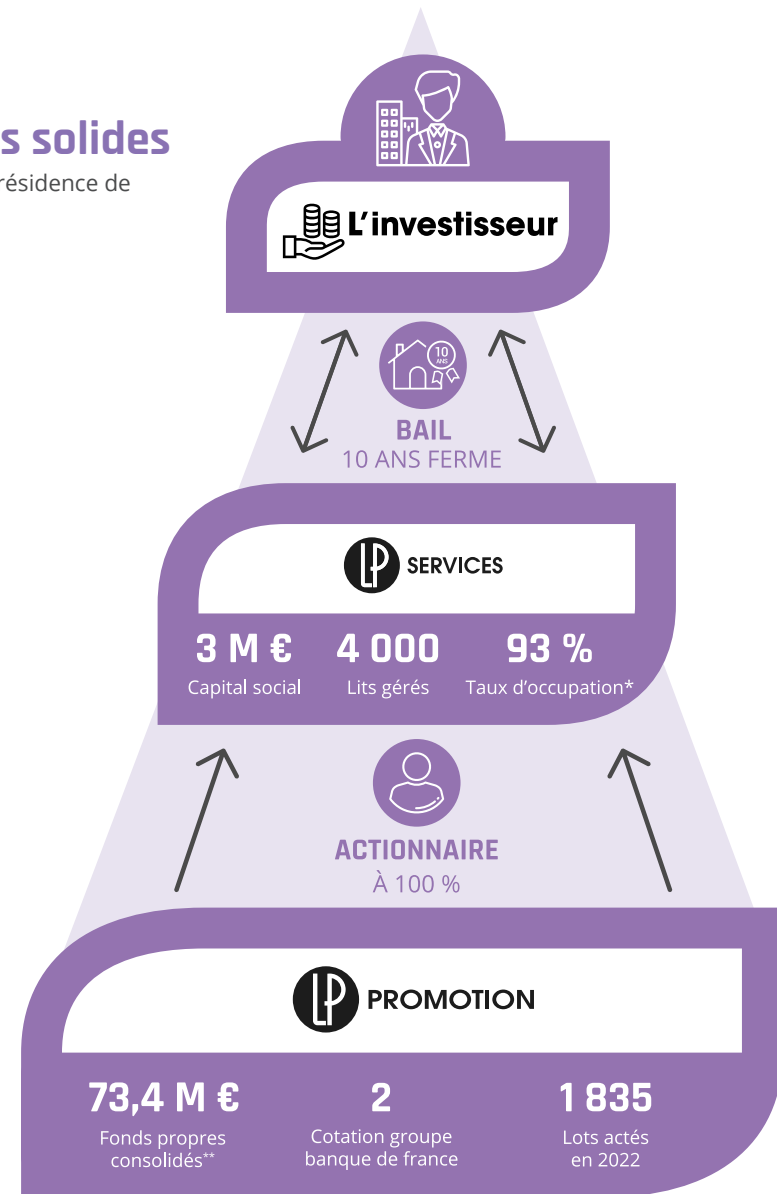 s solides
résidence de
L'investisseur
10
ANS
BAIL
10 ANS FERME
LP SERVICES
3 M € 4 000 93 %
Capital social Lits gérés Taux d'occupation*
ACTIONNAIRE
À 100 %
LP PROMOTION
73,4 M € 2 1 835
Fonds propres Cotation groupe Lots actés
consolidés** banque de france en 2022